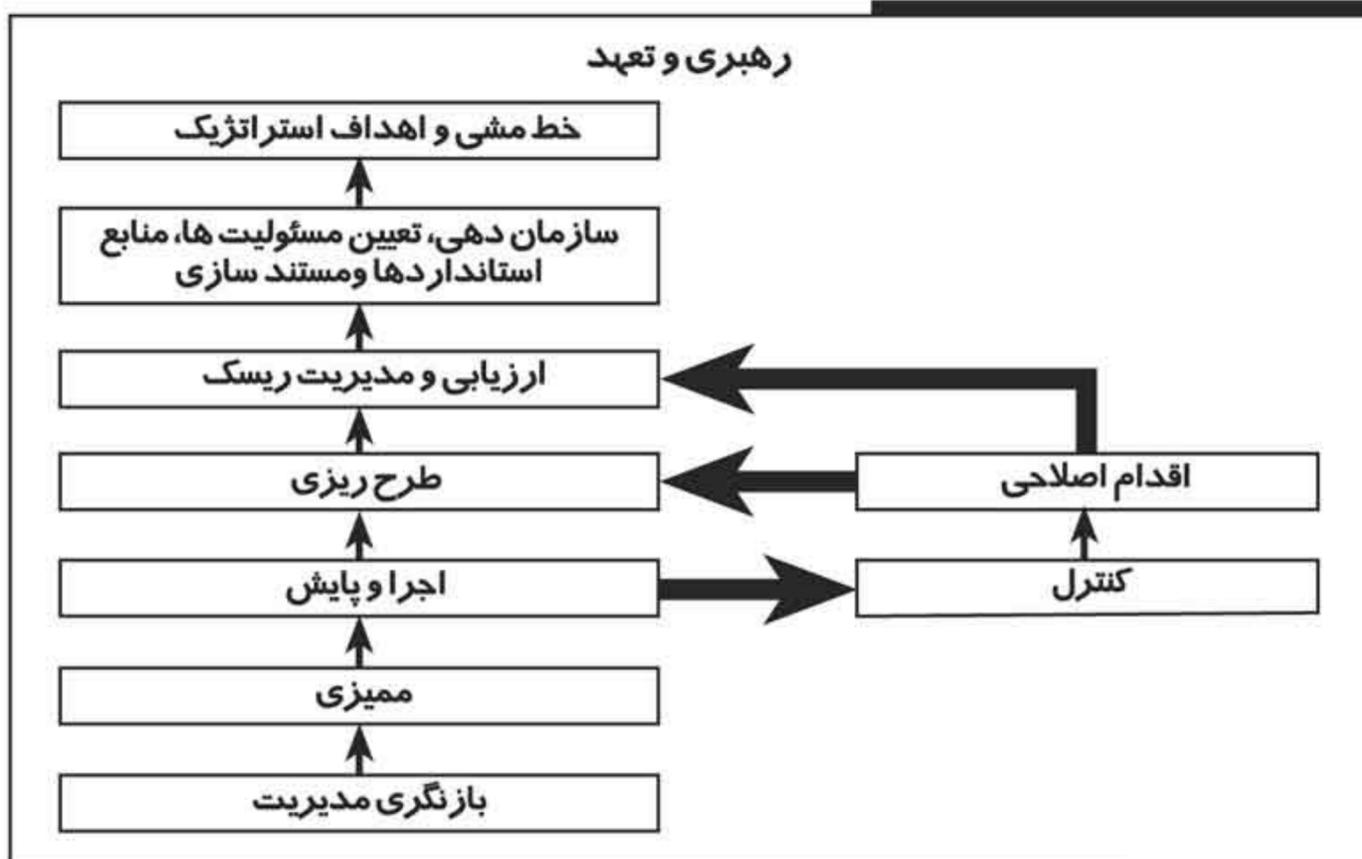 رهبری و تعهد
خط مشی و اهداف استراتژیک
سازمان دهی، تعیین مسئولیت ها، منابع
استانداردها ومستند سازی
ارزیابی و مدیریت ریسک
طرح ریزی
اقدام اصلاحی
اجرا و پایش
کنترل
ممیزی
بازنگری مدیریت